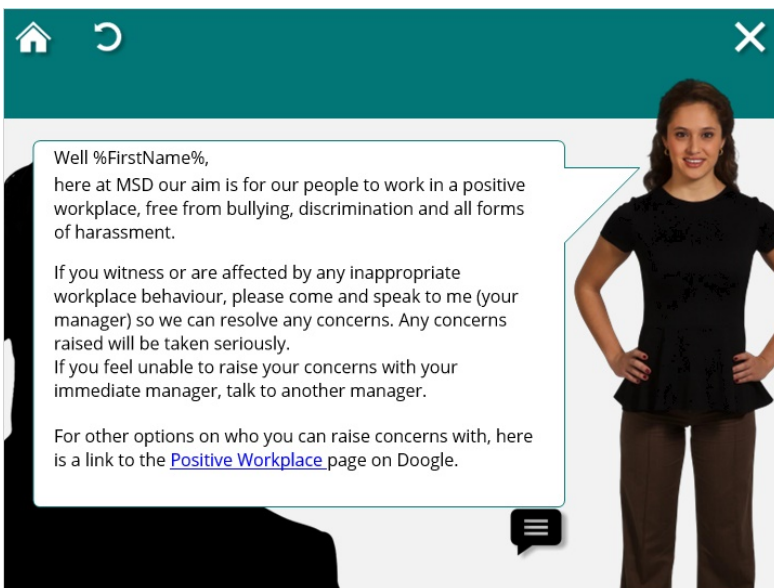 Well %FirstName%,
here at MSD our aim is for our people to work in a positive
workplace, free from bullying, discrimination and all forms
of harassment.
If you witness or are affected by any inappropriate
workplace behaviour, please come and speak to me (your
manager) so we can resolve any concerns. Any concerns
raised will be taken seriously.
If you feel unable to raise your concerns with your
immediate manager, talk to another manager.
For other options on who you can raise concerns with, here
is a link to the Positive Workplace page on Doogle.